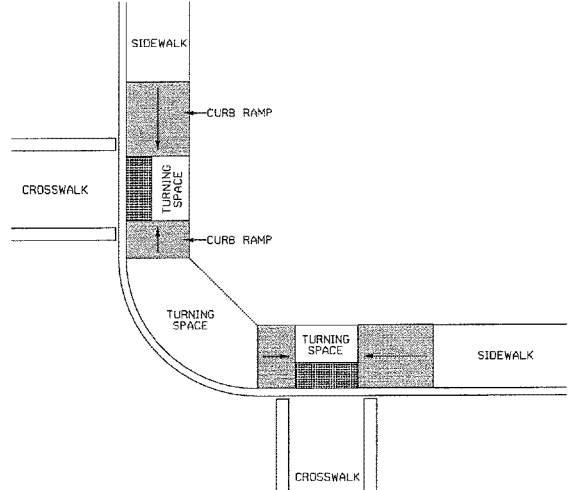 SIDEWALK
CURB RAMP
TURNING
SPACE
CROSSWALK
CURB RAMP
TURNING
SPACE
TURNING
SPACE
SIDEWALK
CROSSWALK